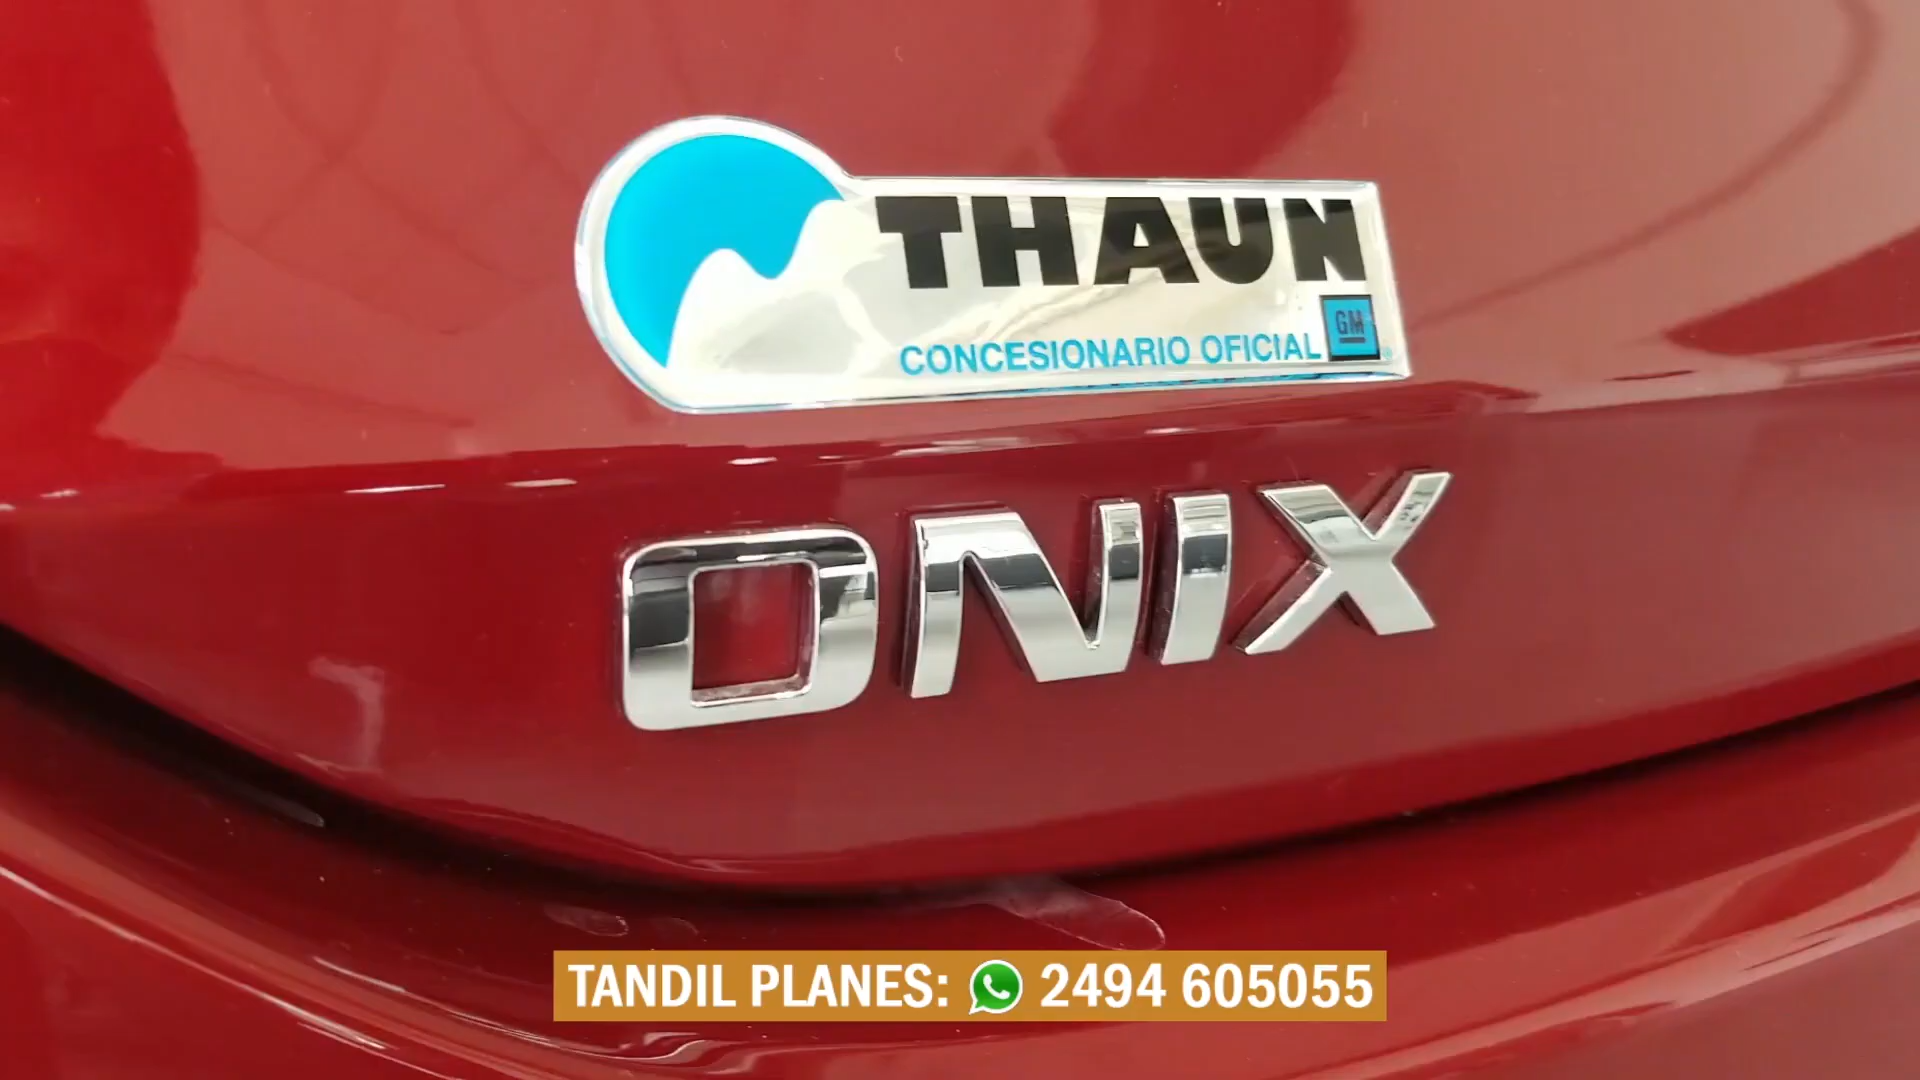 THAUN
CONCESIONARIO OFICIAL GM
ONIX
TANDIL PLANES: 2494 605055